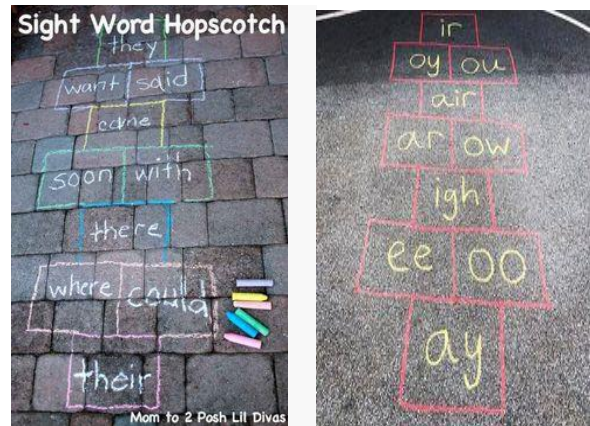 Sight Word Hopscotch
they
want said
came
soon with
there
where could
their
Mom to 2 Posh Lil Divas
ir
oy ou
air
ar ow
igh
ee oo
ay